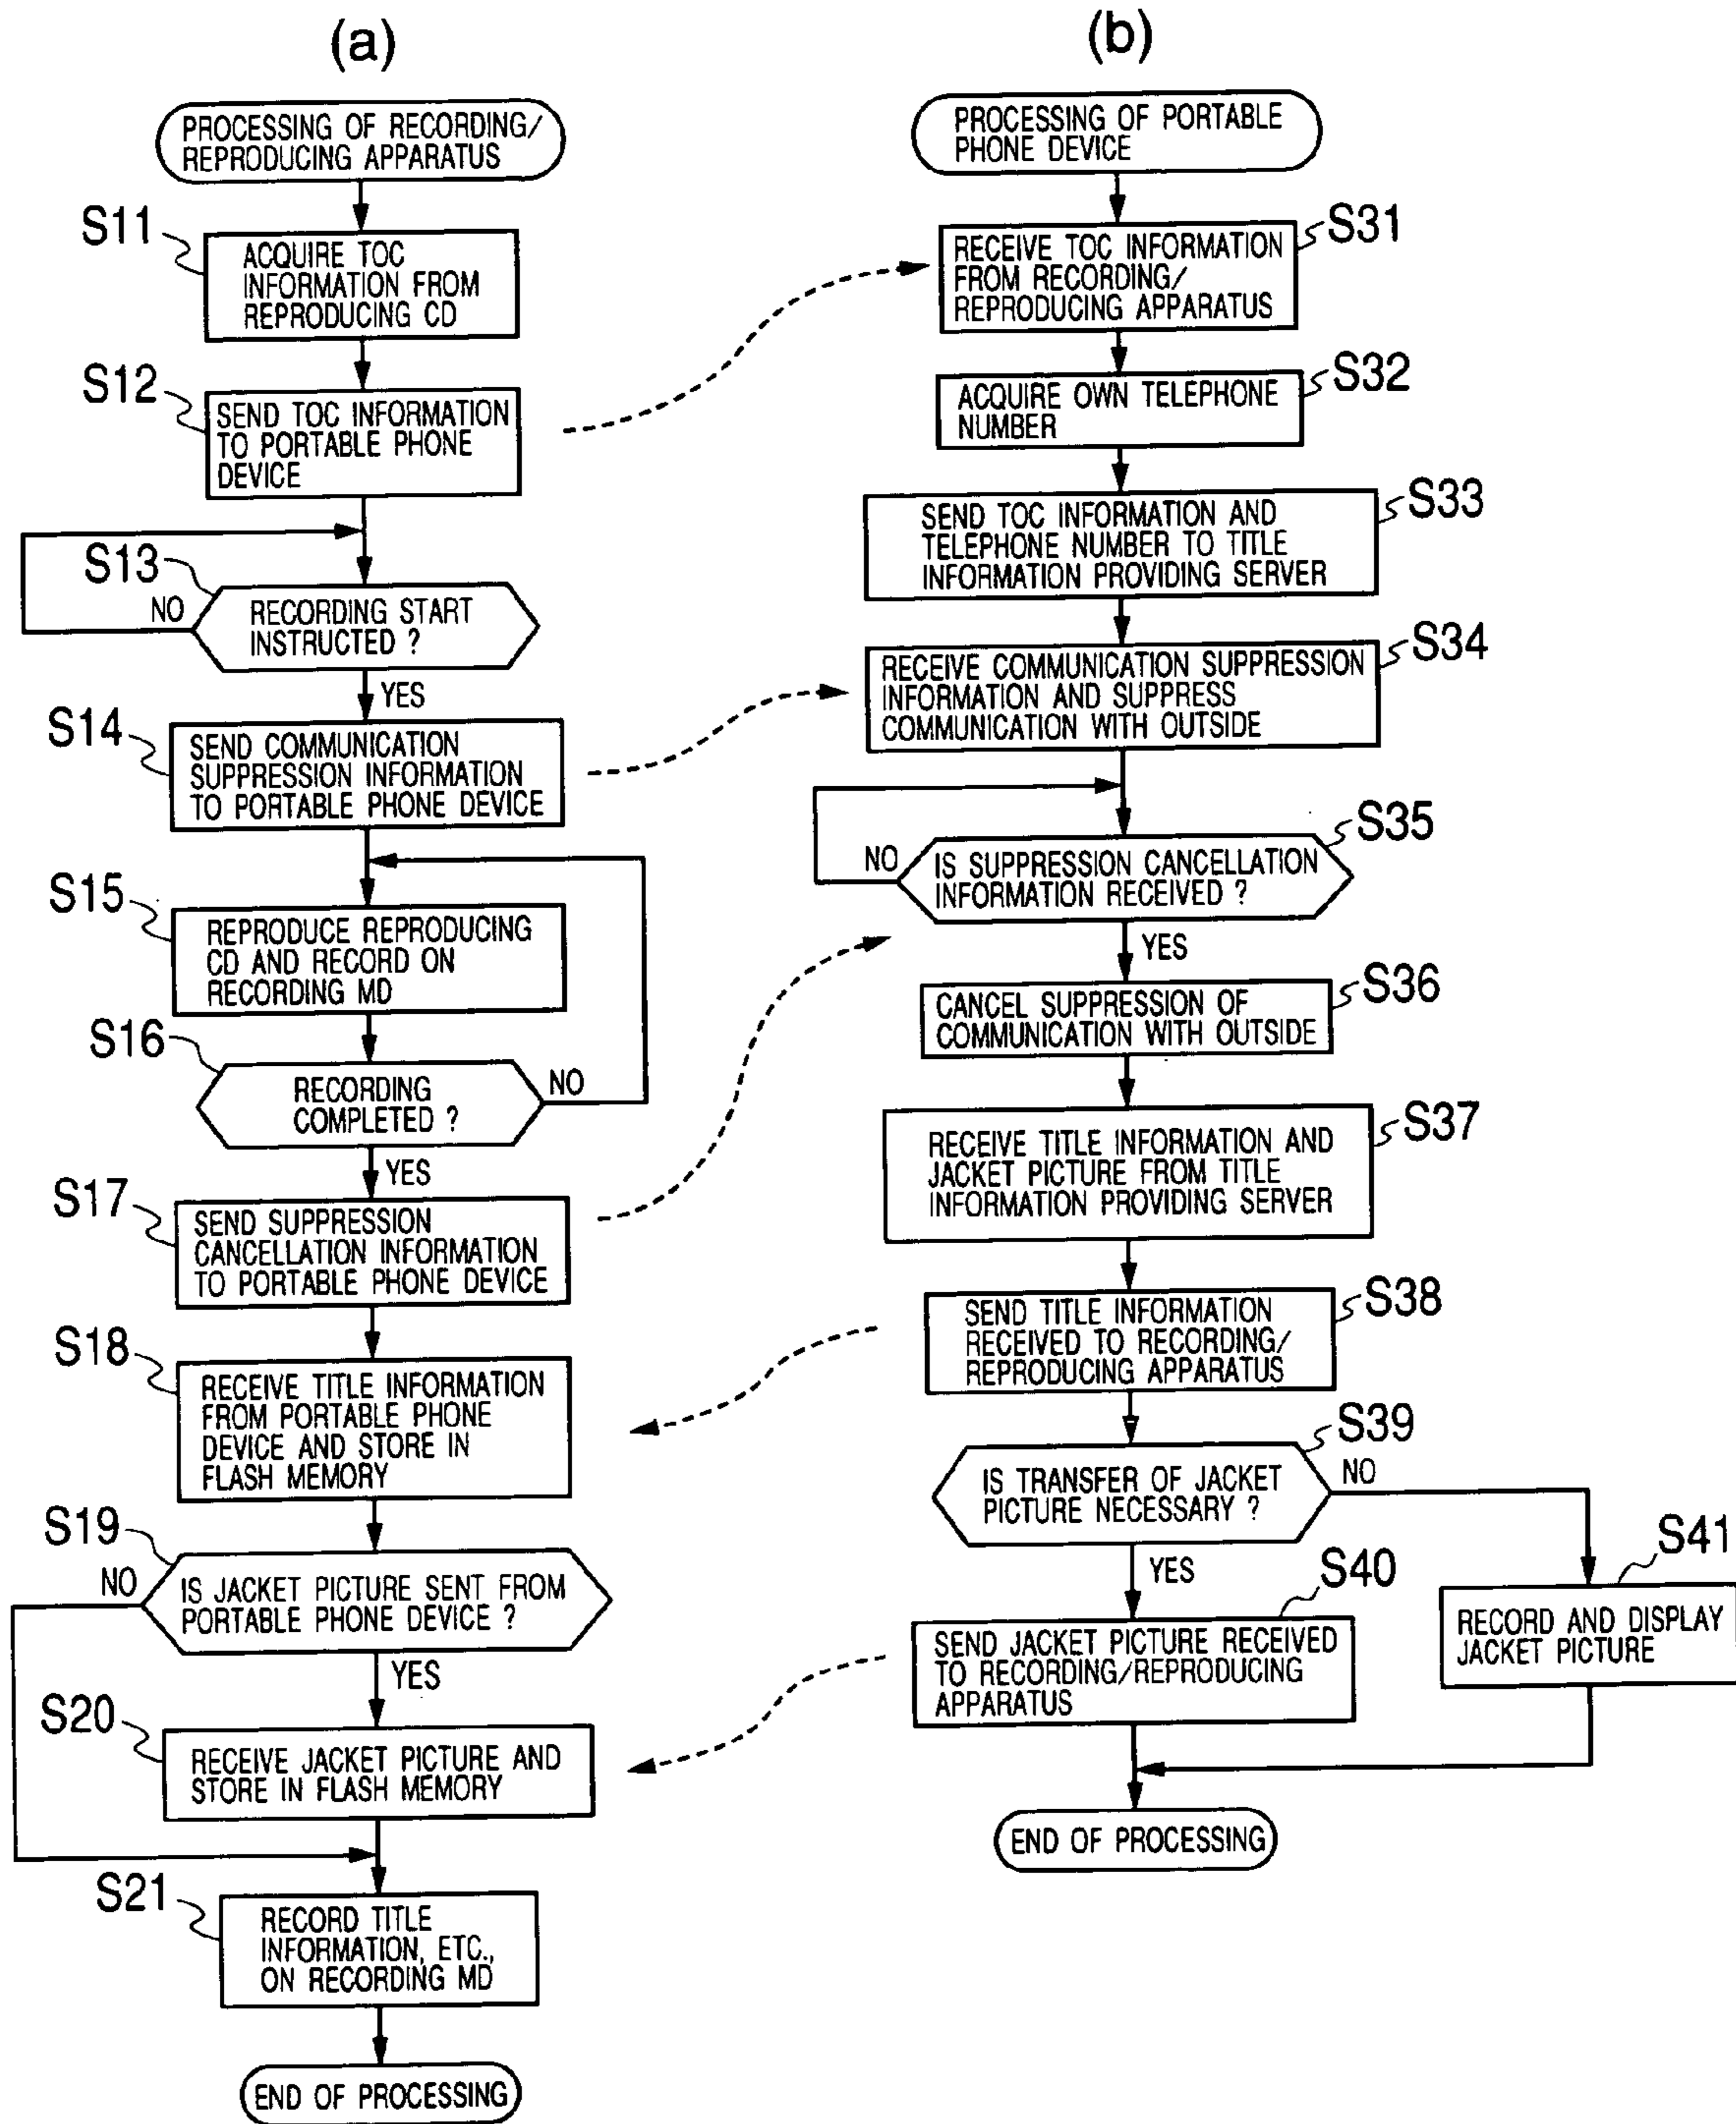 (a)
PROCESSING OF RECORDING/
REPRODUCING APPARATUS
S11
ACQUIRE TOC
INFORMATION FROM
REPRODUCING CD
S12
SEND TOC INFORMATION
TO PORTABLE PHONE
DEVICE
S13
NO
RECORDING START
INSTRUCTED ?
YES
S14
SEND COMMUNICATION
SUPPRESSION INFORMATION
TO PORTABLE PHONE DEVICE
S15
REPRODUCE REPRODUCING
CD AND RECORD ON
RECORDING MD
S16
RECORDING
COMPLETED ?
NO
YES
S17
SEND SUPPRESSION
CANCELLATION INFORMATION
TO PORTABLE PHONE DEVICE
S18
RECEIVE TITLE INFORMATION
FROM PORTABLE PHONE
DEVICE AND STORE IN
FLASH MEMORY
S19
NO
IS JACKET PICTURE SENT FROM
PORTABLE PHONE DEVICE ?
YES
S20
RECEIVE JACKET PICTURE AND
STORE IN FLASH MEMORY
S21
RECORD TITLE
INFORMATION, ETC.,
ON RECORDING MD
END OF PROCESSING
(b)
PROCESSING OF PORTABLE
PHONE DEVICE
S31
RECEIVE TOC INFORMATION
FROM RECORDING/
REPRODUCING APPARATUS
S32
ACQUIRE OWN TELEPHONE
NUMBER
S33
SEND TOC INFORMATION AND
TELEPHONE NUMBER TO TITLE
INFORMATION PROVIDING SERVER
S34
RECEIVE COMMUNICATION SUPPRESSION
INFORMATION AND SUPPRESS
COMMUNICATION WITH OUTSIDE
S35
NO
IS SUPPRESSION CANCELLATION
INFORMATION RECEIVED ?
YES
S36
CANCEL SUPPRESSION OF
COMMUNICATION WITH OUTSIDE
S37
RECEIVE TITLE INFORMATION AND
JACKET PICTURE FROM TITLE
INFORMATION PROVIDING SERVER
S38
SEND TITLE INFORMATION
RECEIVED TO RECORDING/
REPRODUCING APPARATUS
S39
IS TRANSFER OF JACKET
PICTURE NECESSARY ?
NO
YES
S40
SEND JACKET PICTURE RECEIVED
TO RECORDING/REPRODUCING
APPARATUS
S41
RECORD AND DISPLAY
JACKET PICTURE
END OF PROCESSING